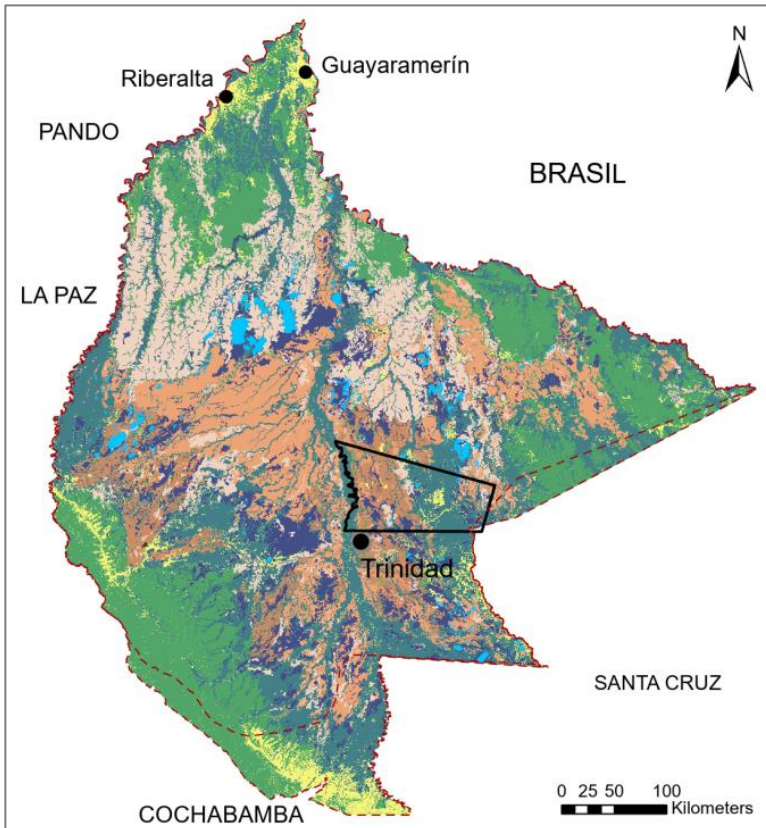 N
Guayaramerín
Riberalta
PANDO
BRASIL
LA PAZ
Trinidad
SANTA CRUZ
0 25 50 100
Kilometers
COCHABAMBA